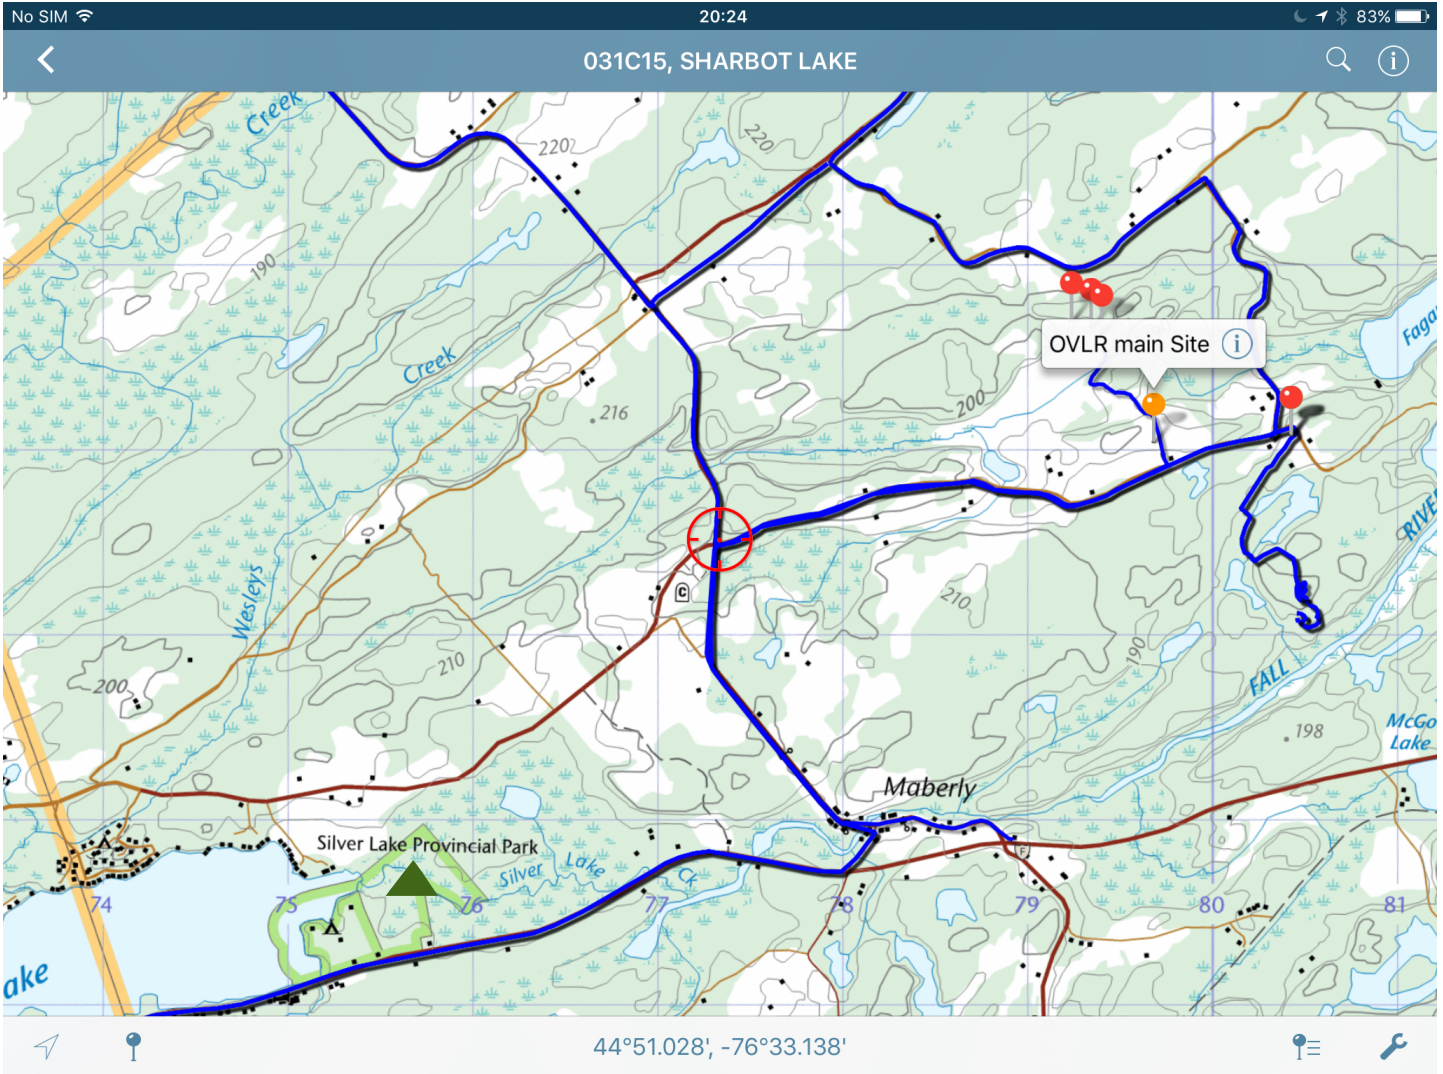 No SIM 20:24 83%
031C15, SHARBOT LAKE
Creek
220
220
190
OVLR main Site i
Creek
200
216
Wesleys
C
210
RIVER
210
190
200
FALL
198
McGo
Lake
Maberly
Silver Lake Provincial Park
Silver Lake Ck
F
74 75 76 77 78 79 80 81
ake
44°51.028', -76°33.138'